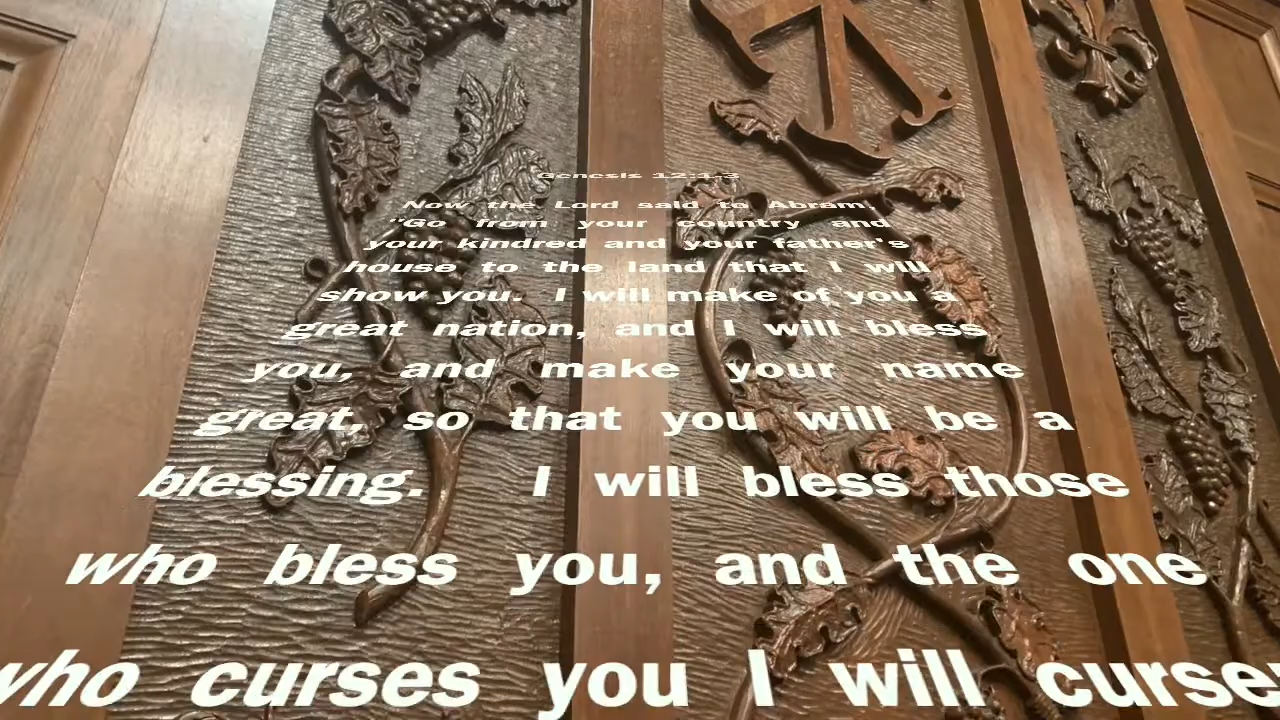 Genesis 12:1-3
Now the Lord said to Abram,
"Go from your country and
your kindred and your father's
house to the land that I will
show you. I will make of you a
great nation, and I will bless
you, and make your name
great, so that you will be a
blessing. I will bless those
who bless you, and the one
who curses you I will curse;